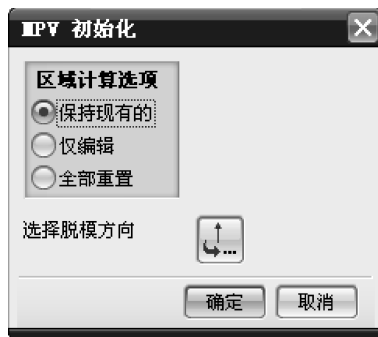 MPV 初始化
区域计算选项
保持现有的
仅编辑
全部重置
选择脱模方向
...
确定
取消